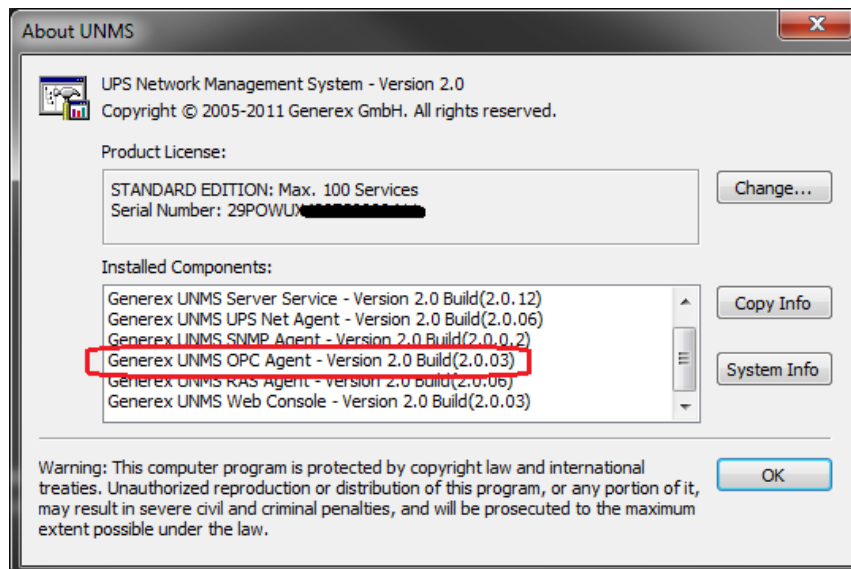 About UNMS
UPS Network Management System - Version 2.0
Copyright © 2005-2011 Generex GmbH. All rights reserved.
Product License:
STANDARD EDITION: Max. 100 Services
Serial Number: 29POWUX
Change...
Installed Components:
Generex UNMS Server Service - Version 2.0 Build(2.0.12)
Generex UNMS UPS Net Agent - Version 2.0 Build(2.0.06)
Generex UNMS SNMP Agent - Version 2.0 Build(2.0.0.2)
Generex UNMS OPC Agent - Version 2.0 Build(2.0.03)
Generex UNMS RAS Agent - Version 2.0 Build(2.0.06)
Generex UNMS Web Console - Version 2.0 Build(2.0.03)
Copy Info
System Info
Warning: This computer program is protected by copyright law and international
treaties. Unauthorized reproduction or distribution of this program, or any portion of it,
may result in severe civil and criminal penalties, and will be prosecuted to the maximum
extent possible under the law.
OK